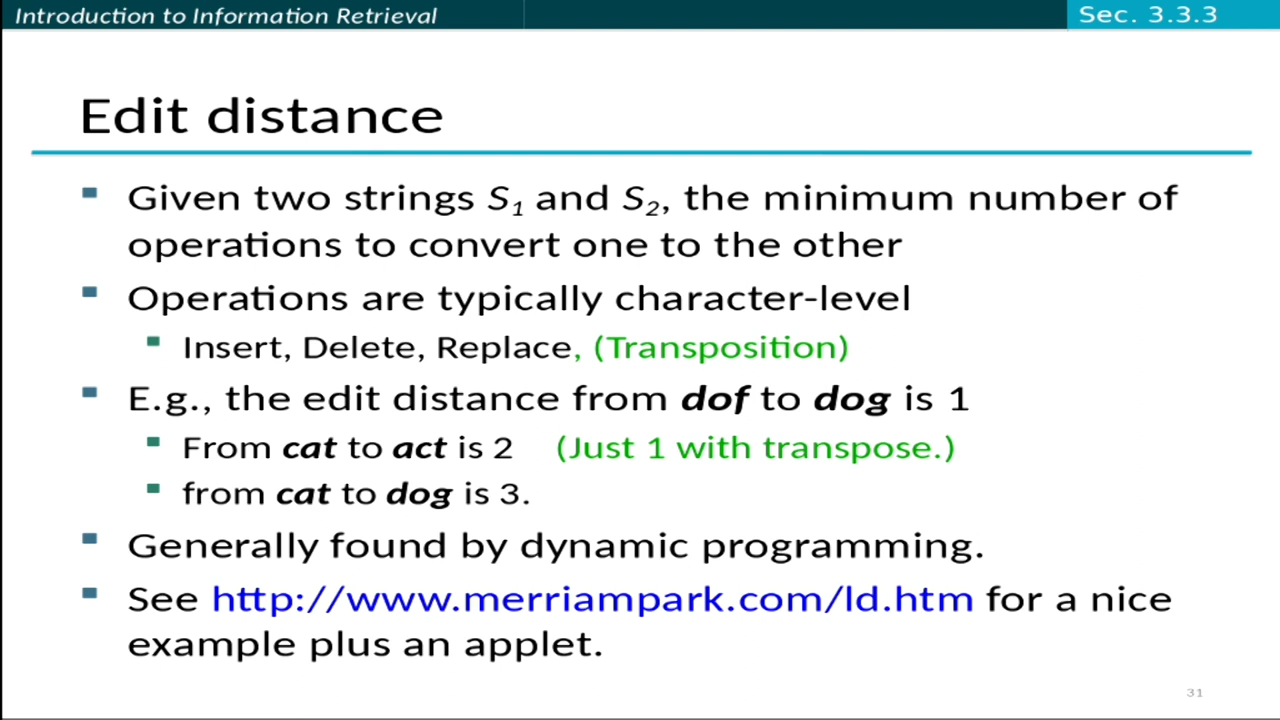 Introduction to Information Retrieval
Sec. 3.3.3
Edit distance
Given two strings S1 and S2, the minimum number of
operations to convert one to the other
Operations are typically character-level
Insert, Delete, Replace, (Transposition)
E.g., the edit distance from dof to dog is 1
From cat to act is 2 (Just 1 with transpose.)
from cat to dog is 3.
Generally found by dynamic programming.
See http://www.merriampark.com/ld.htm for a nice
example plus an applet.
31